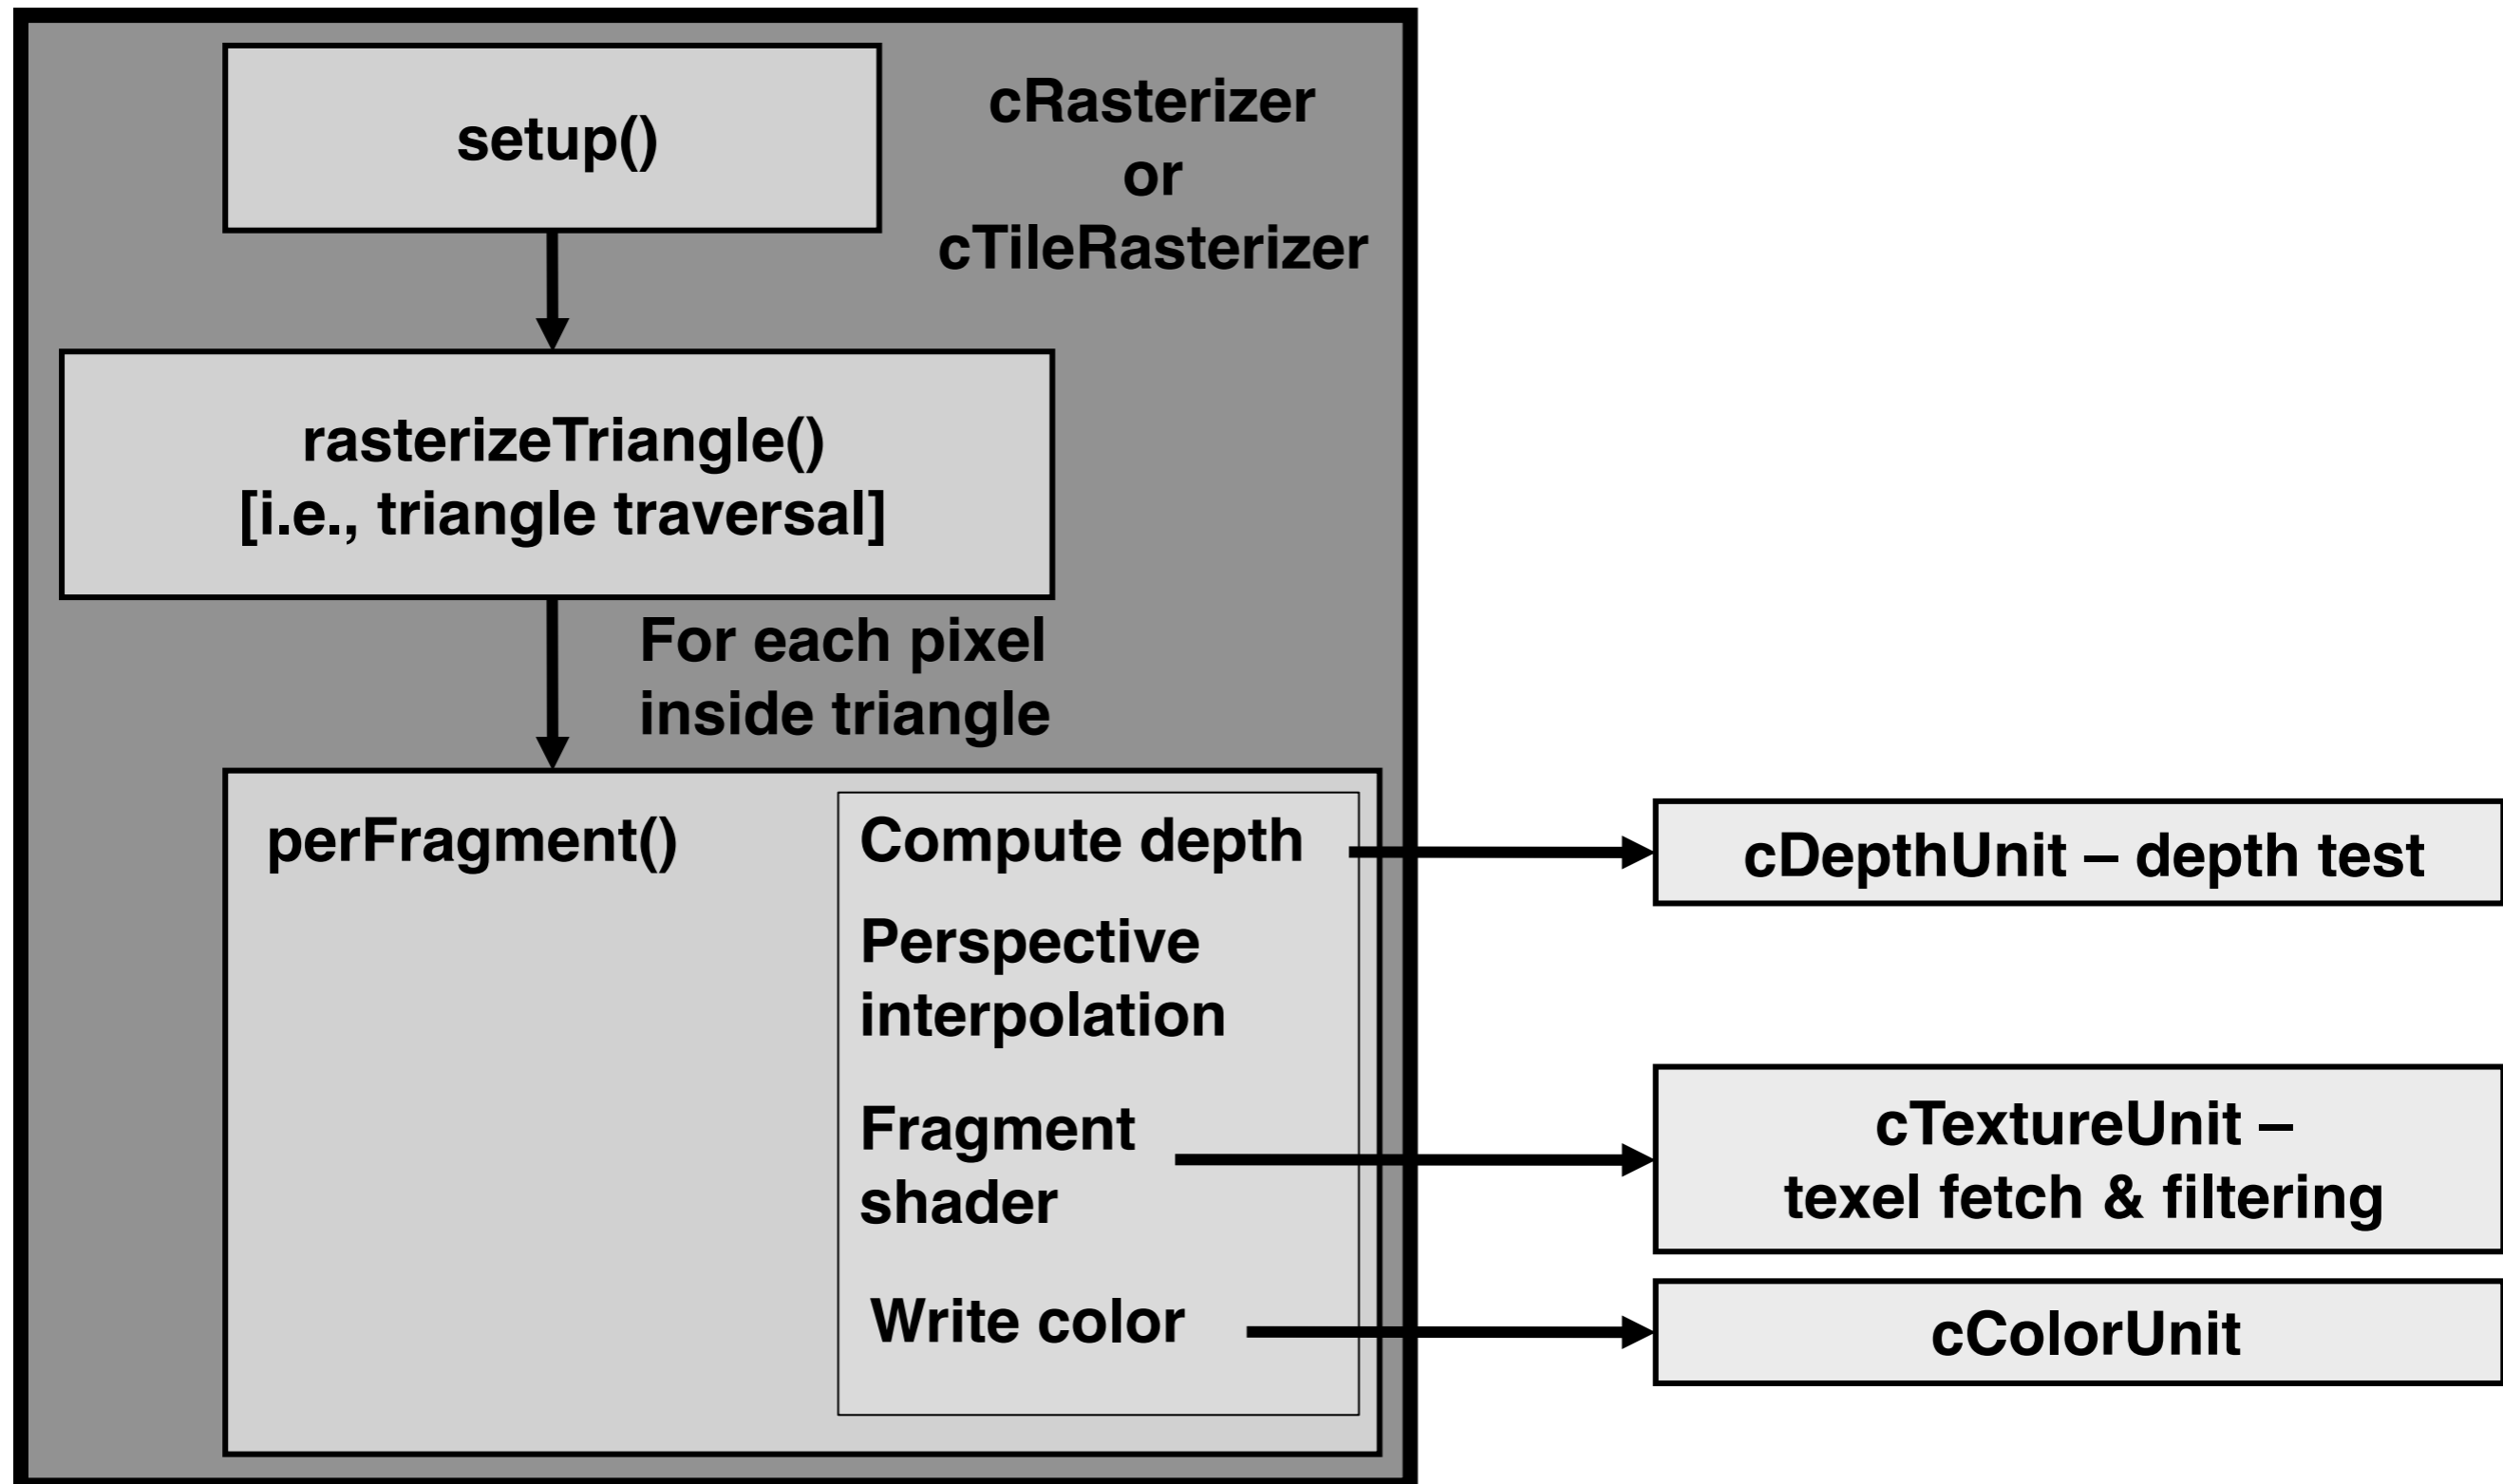 setup()
cRasterizer
or
cTileRasterizer
rasterizeTriangle()
[i.e., triangle traversal]
For each pixel
inside triangle
perFragment()
Compute depth
Perspective
interpolation
Fragment
shader
Write color
cDepthUnit – depth test
cTextureUnit –
texel fetch & filtering
cColorUnit